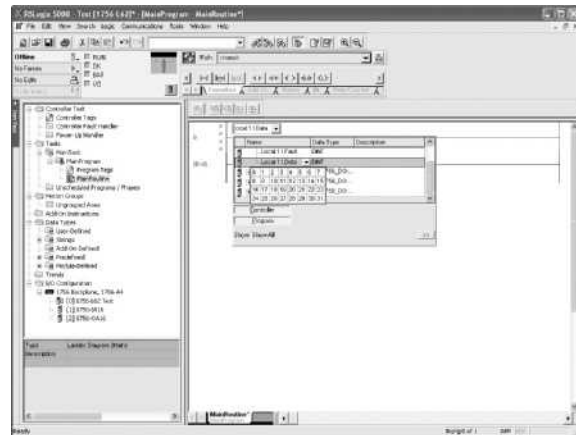 RSLogix 5000 - Test [1756-L62]* - [MainProgram - MainRoutine*]
File Edit View Search Logic Communications Tools Window Help
Offline
RUN
No Forces
OK
No Edits
BAT
I/O
Path:
Controller Test
Controller Tags
Controller Fault Handler
Power-Up Handler
Tasks
MainTask
MainProgram
Program Tags
MainRoutine
Unscheduled Programs / Phases
Motion Groups
Ungrouped Axes
Add-On Instructions
Data Types
User-Defined
Strings
Add-On-Defined
Predefined
Module-Defined
Trends
I/O Configuration
1756 Backplane, 1756-A4
[0] 1756-L62 Test
[1] 1756-IA16
[2] 1756-OA16
Type Ladder Diagram (Main)
Description
Local:1:I.Data
Name Data Type Description
Local:1:I.Fault DINT
Local:1:I.Data DINT
0 1 2 3 4 5 6 7
8 9 10 11 12 13 14 15
16 17 18 19 20 21 22 23
24 25 26 27 28 29 30 31
Controller
Program
Show: Show All
MainRoutine*
Ready